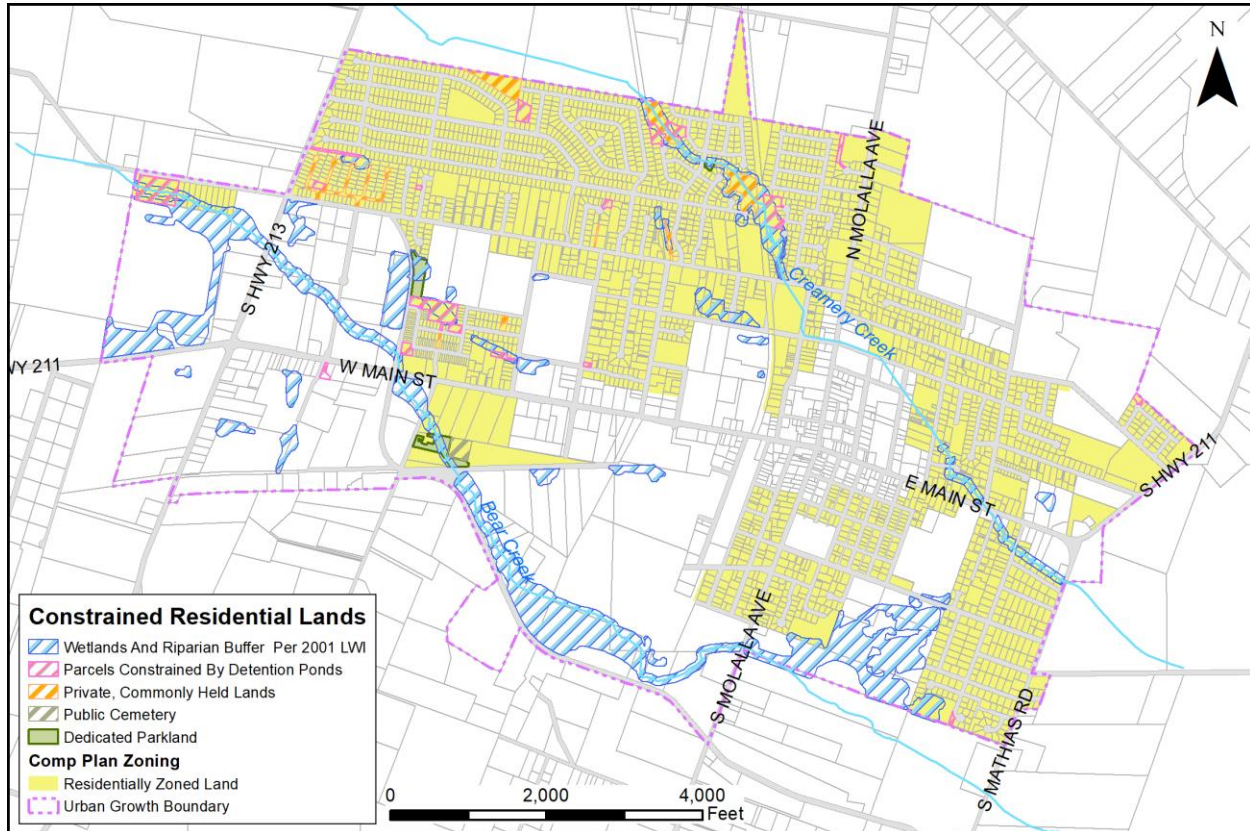 N
N MOLALLA AVE
S HWY 213
Creamery Creek
WY 211
W MAIN ST
S HWY 211
E MAIN ST
Bear Creek
S MOLALLA AVE
S MATHIAS RD
Constrained Residential Lands
Wetlands And Riparian Buffer Per 2001 LWI
Parcels Constrained By Detention Ponds
Private, Commonly Held Lands
Public Cemetery
Dedicated Parkland
Comp Plan Zoning
Residentially Zoned Land
Urban Growth Boundary
0 2,000 4,000
Feet